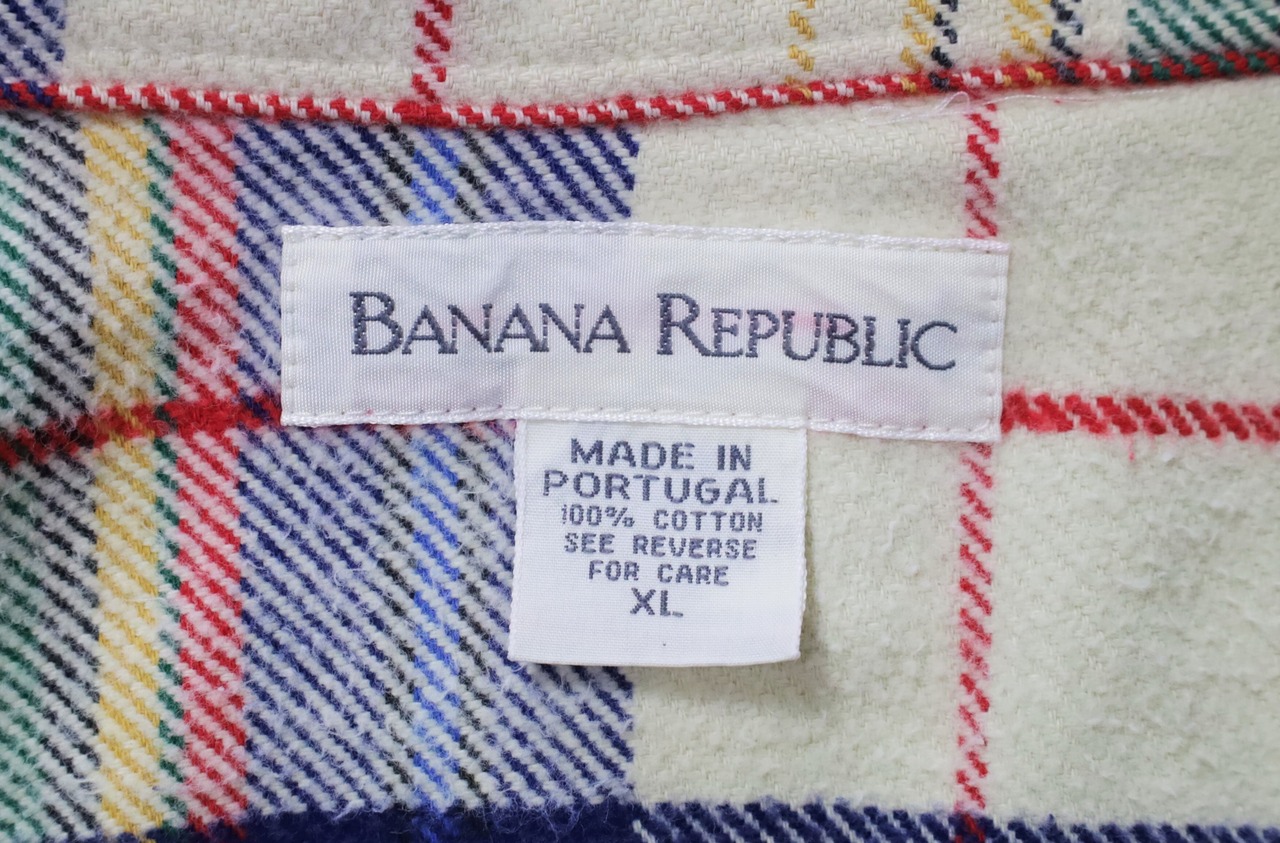 BANANA REPUBLIC
MADE IN
PORTUGAL
100% COTTON
SEE REVERSE
FOR CARE
XL